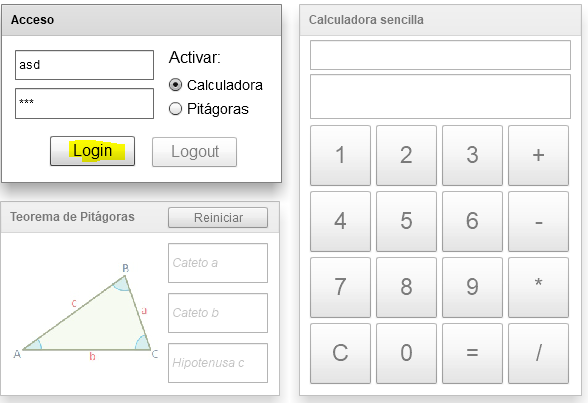 Acceso
asd
***
Activar:
Calculadora
Pitágoras
Login
Logout
Teorema de Pitágoras
Reiniciar
B
c
a
A
b
C
Cateto a
Cateto b
Hipotenusa c
Calculadora sencilla
1 2 3 +
4 5 6 -
7 8 9 *
C 0 = /